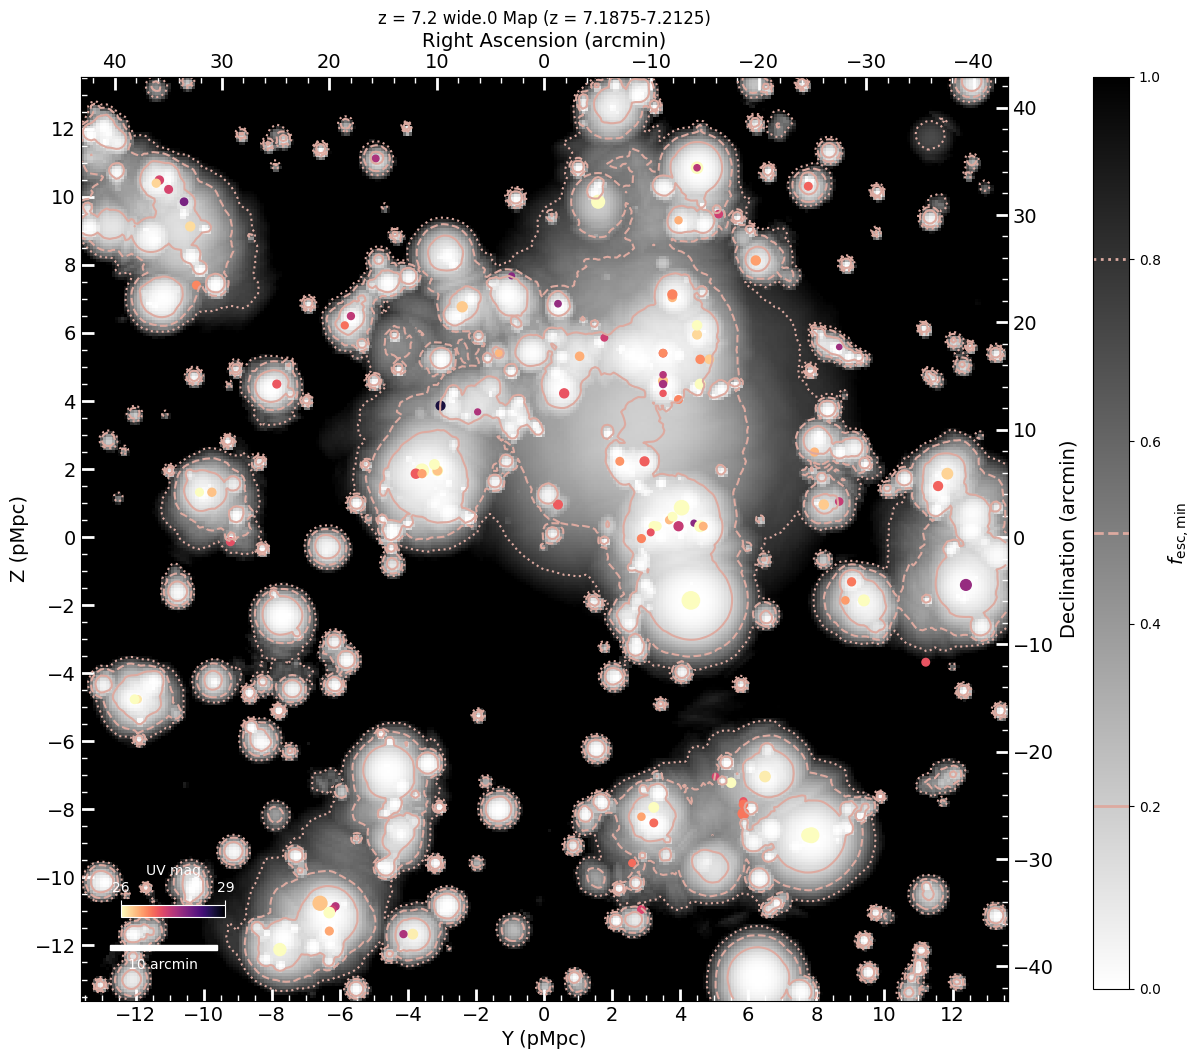 z = 7.2 wide.0 Map (z = 7.1875-7.2125)
Right Ascension (arcmin)
40 30 20 10 0 −10 −20 −30 −40
12
10
8
6
4
2
0
−2
−4
−6
−8
−10
−12
Z (pMpc)
40
30
20
10
0
−10
−20
−30
−40
Declination (arcmin)
1.0
0.8
0.6
0.4
0.2
0.0
f_esc,min
UV mag
26 29
10 arcmin
−12 −10 −8 −6 −4 −2 0 2 4 6 8 10 12
Y (pMpc)